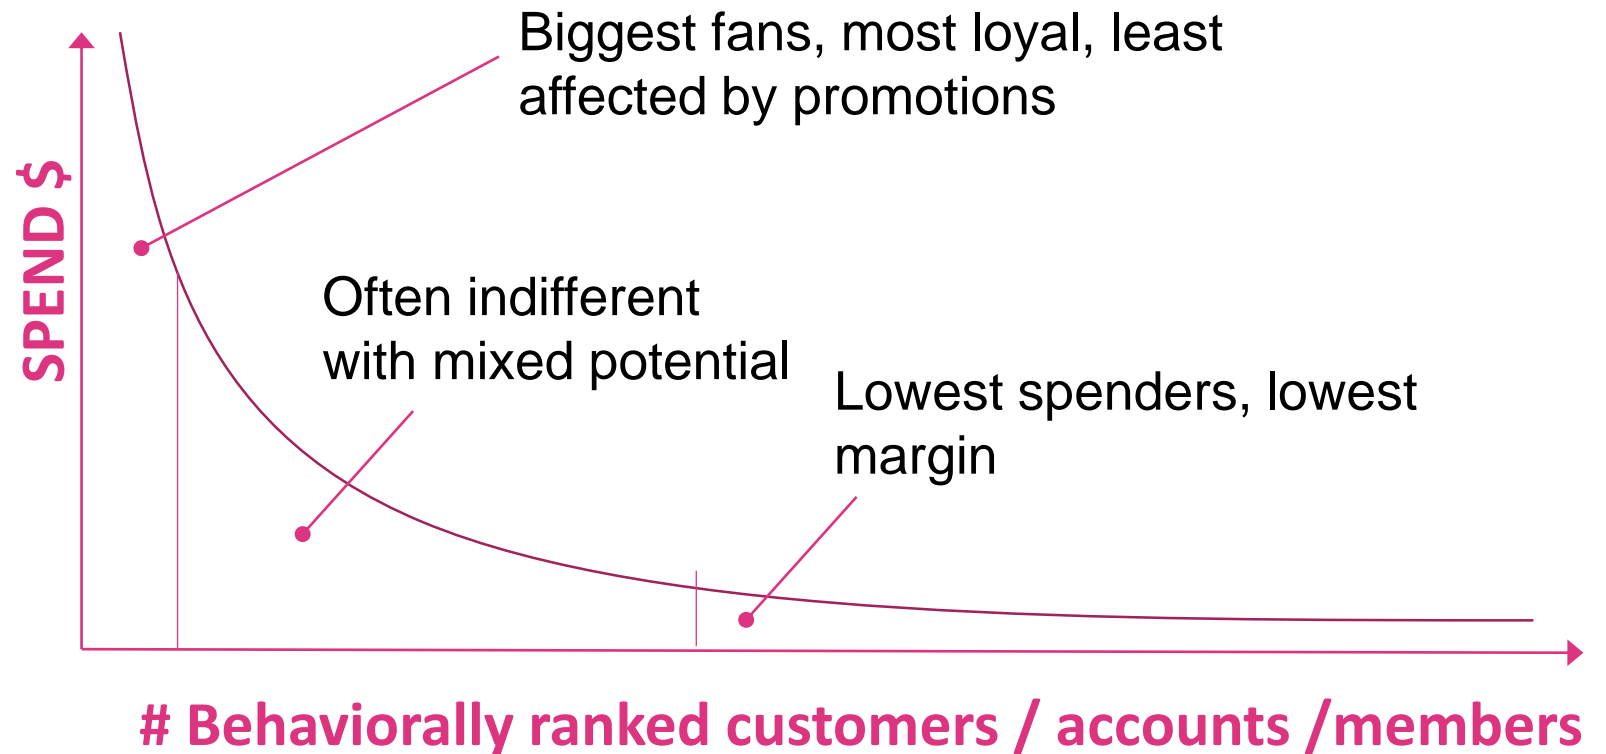 Biggest fans, most loyal, least
affected by promotions
SPEND $
Often indifferent
with mixed potential
Lowest spenders, lowest
margin
# Behaviorally ranked customers / accounts /members